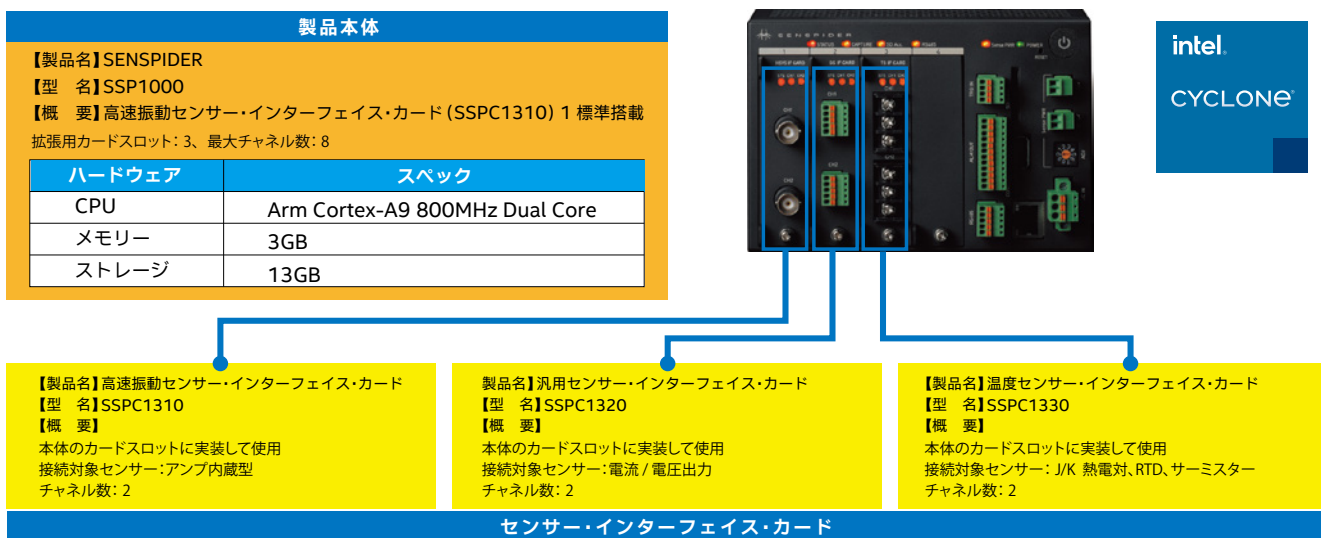 製品本体
【製品名】SENSPIDER
【型　名】SSP1000
【概　要】高速振動センサー・インターフェイス・カード(SSPC1310) 1 標準搭載
拡張用カードスロット: 3、最大チャネル数: 8
ハードウェア スペック
CPU Arm Cortex-A9 800MHz Dual Core
メモリー 3GB
ストレージ 13GB
SENSPIDER
STATUS
POWER
RESET
1 2 3 4
CH1
CH2
intel.
CYCLONE®
【製品名】高速振動センサー・インターフェイス・カード
【型　名】SSPC1310
【概　要】
本体のカードスロットに実装して使用
接続対象センサー：アンプ内蔵型
チャネル数: 2
製品名】汎用センサー・インターフェイス・カード
【型　名】SSPC1320
【概　要】
本体のカードスロットに実装して使用
接続対象センサー：電流 / 電圧出力
チャネル数: 2
【製品名】温度センサー・インターフェイス・カード
【型　名】SSPC1330
【概　要】
本体のカードスロットに実装して使用
接続対象センサー: J/K 熱電対、RTD、サーミスター
チャネル数: 2
センサー・インターフェイス・カード